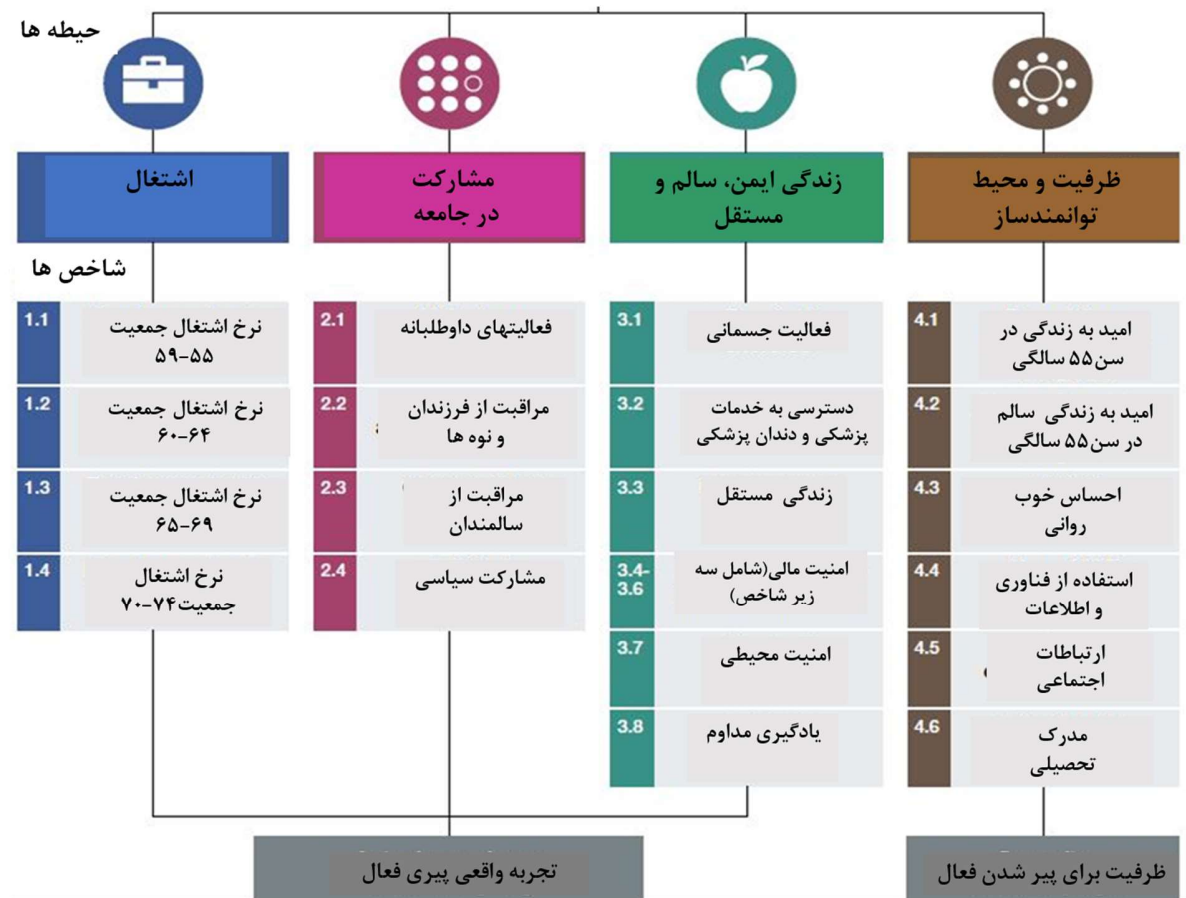 حیطه ها
اشتغال
مشارکت
در جامعه
زندگی ایمن، سالم و
مستقل
ظرفیت و محیط
توانمندساز
شاخص ها
1.1
نرخ اشتغال جمعیت
۵۹-۵۵
1.2
نرخ اشتغال جمعیت
۶۰-۶۴
1.3
نرخ اشتغال جمعیت
۶۵-۶۹
1.4
نرخ اشتغال
جمعیت۷۴-۷۰
2.1
فعالیتهای داوطلبانه
2.2
مراقبت از فرزندان
و نوه ها
2.3
مراقبت از
سالمندان
2.4
مشارکت سیاسی
3.1
فعالیت جسمانی
3.2
دسترسی به خدمات
پزشکی و دندان پزشکی
3.3
زندگی مستقل
3.4-
3.6
امنیت مالی(شامل سه
زیر شاخص)
3.7
امنیت محیطی
3.8
یادگیری مداوم
4.1
امید به زندگی در
سن۵۵ سالگی
4.2
امید به زندگی سالم
در سن۵۵ سالگی
4.3
احساس خوب
روانی
4.4
استفاده از فناوری
و اطلاعات
4.5
ارتباطات
اجتماعی
4.6
مدرک
تحصیلی
تجربه واقعی پیری فعال
ظرفیت برای پیر شدن فعال